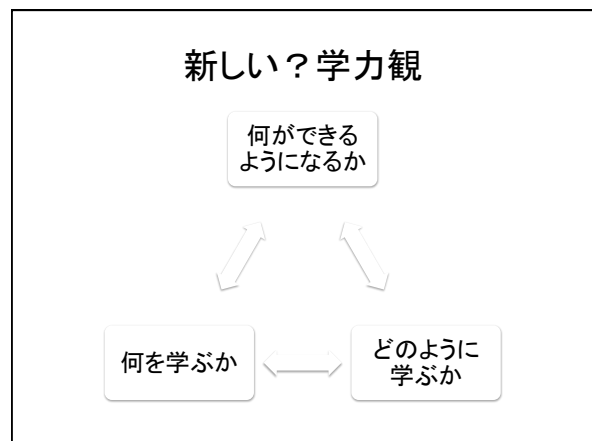 新しい？学力観
何ができる
ようになるか
何を学ぶか
どのように
学ぶか